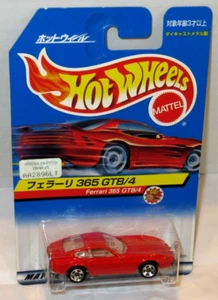 ホットウィール
対象年齢3才以上
ダイキャストメタル製
Hot Wheels
MATTEL
AA2096LT
フェラーリ 365 GTB/4
Ferrari 365 GTB/4